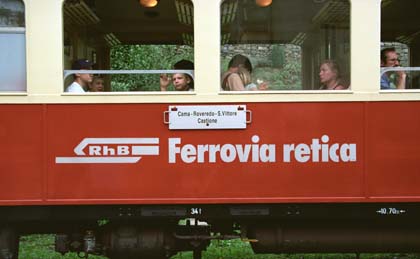 Cama - Roveredo - S. Vittore
Castione
RhB Ferrovia retica
34 t
10.70 m